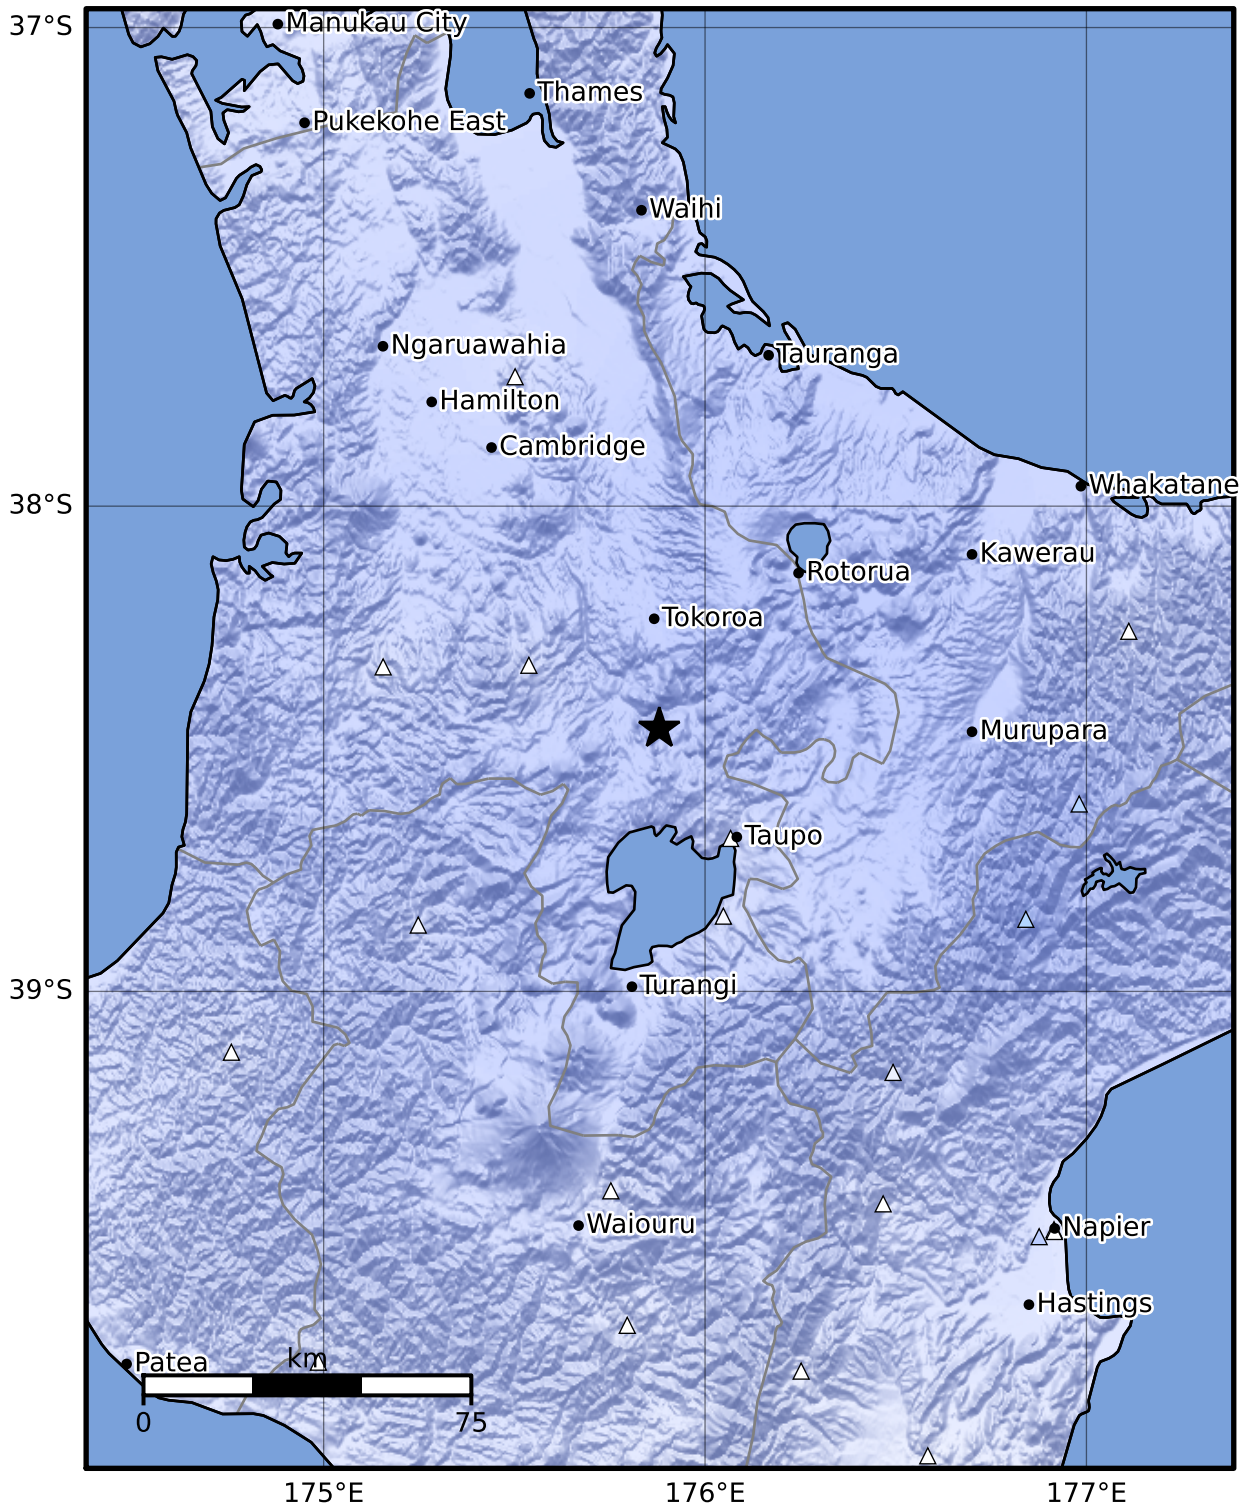 37°S
Manukau City
Thames
Pukekohe East
Waihi
Ngaruawahia
Tauranga
Hamilton
Cambridge
Whakatane
38°S
Kawerau
Rotorua
Tokoroa
Murupara
Taupo
39°S
Turangi
Waiouru
Napier
Hastings
Patea
km
0 75
175°E 176°E 177°E